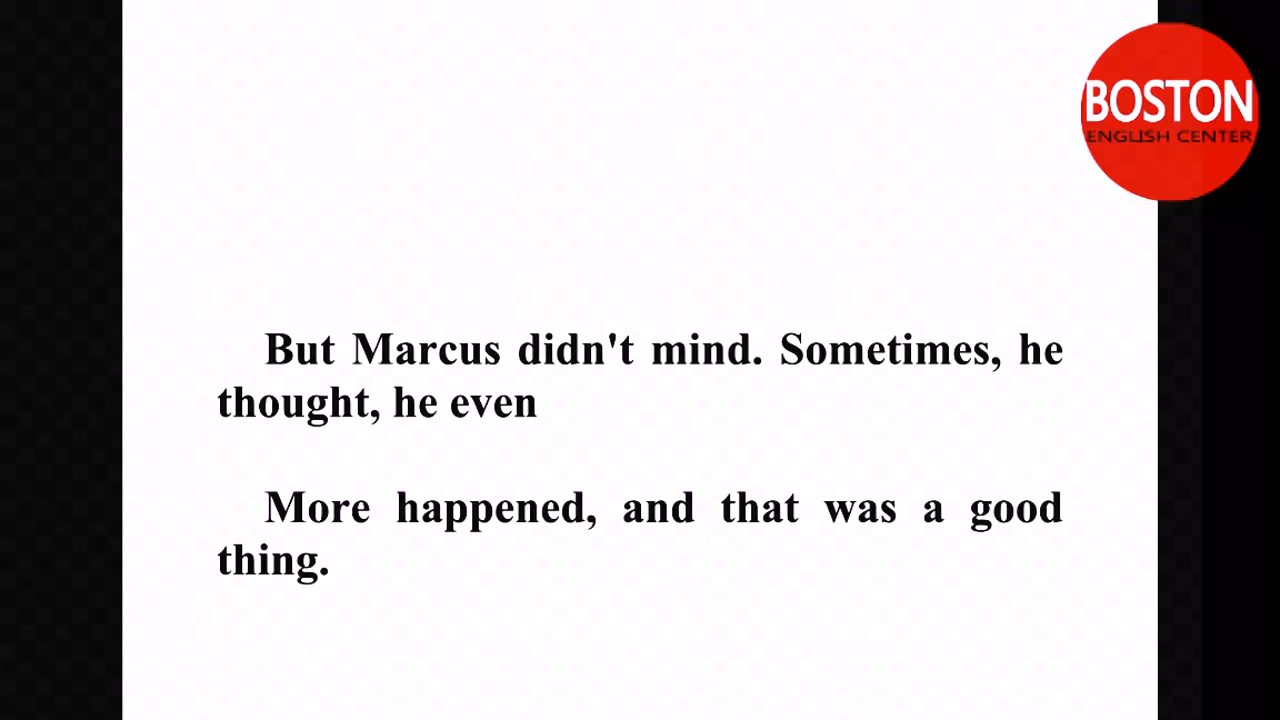 BOSTON
ENGLISH CENTER
But Marcus didn't mind. Sometimes, he
thought, he even
More happened, and that was a good
thing.